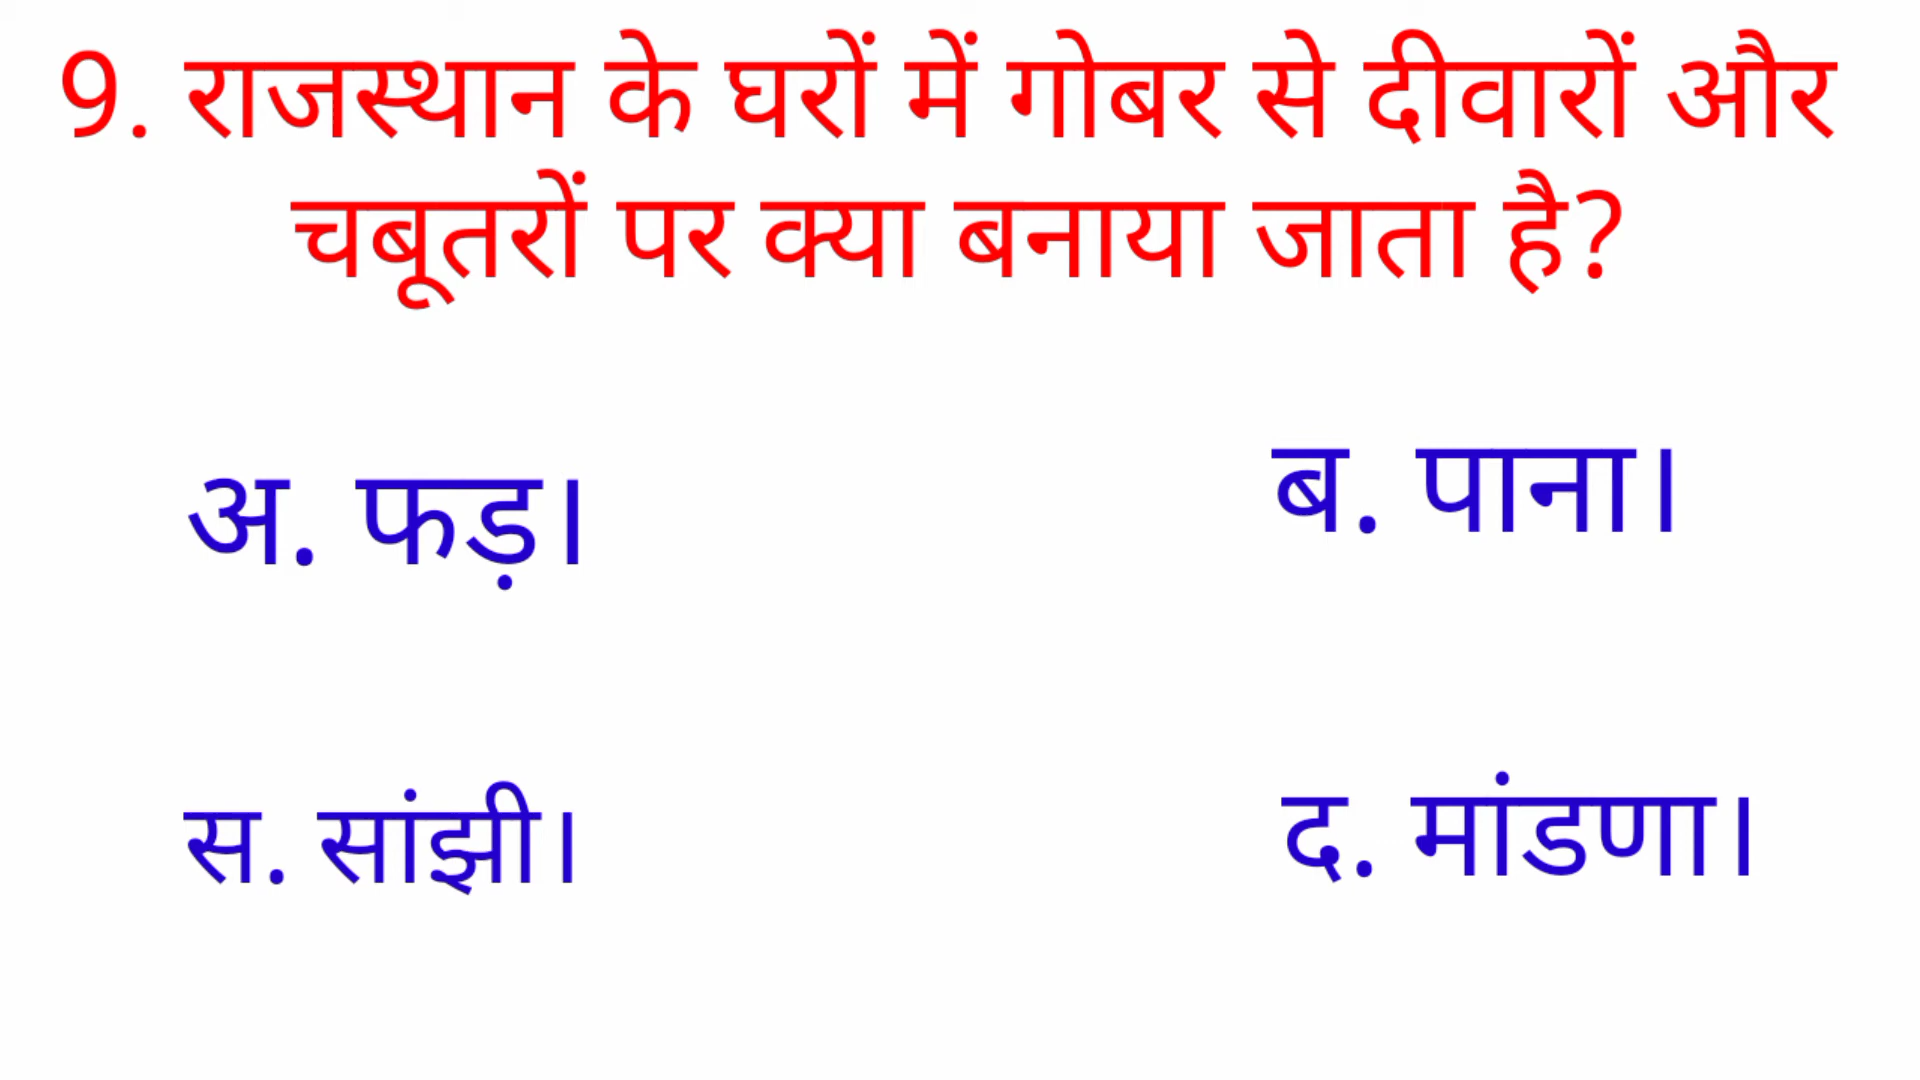 9. राजस्थान के घरों में गोबर से दीवारों और
चबूतरों पर क्या बनाया जाता है?
अ. फड़।
ब. पाना।
स. सांझी।
द. मांडणा।